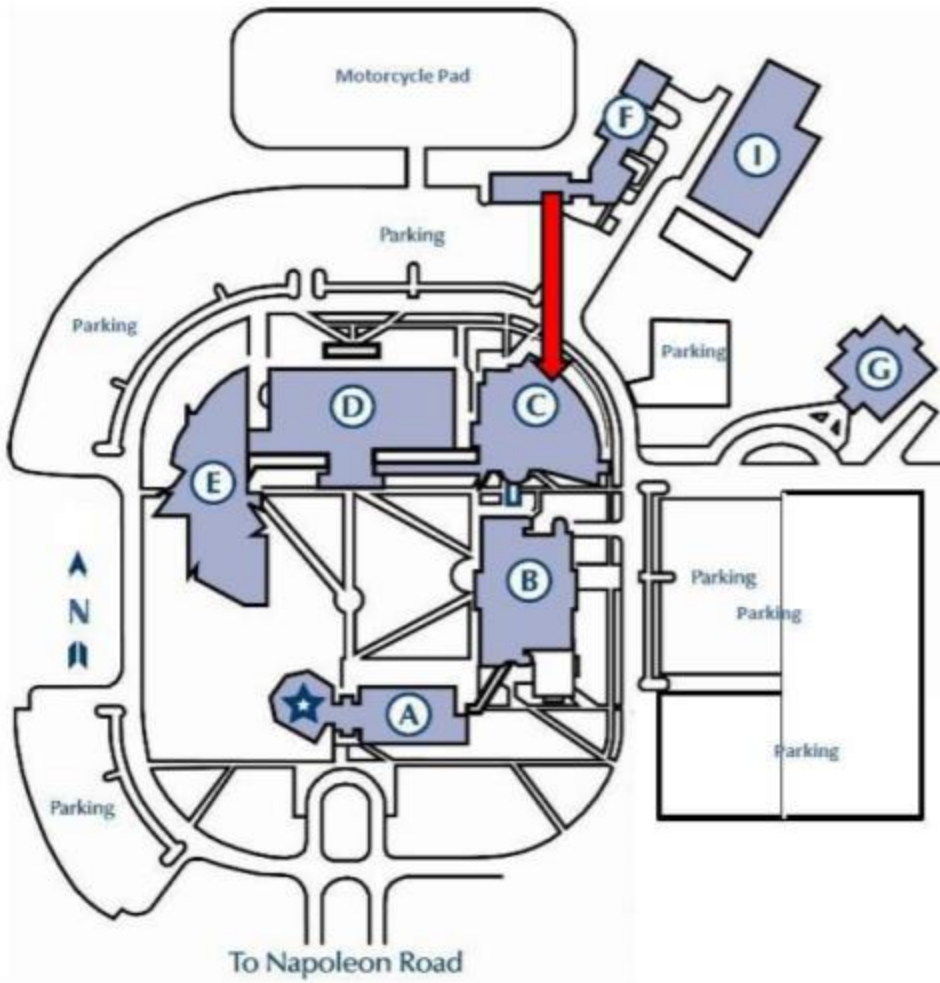 Motorcycle Pad
F
I
Parking
Parking
Parking
G
D
C
E
B
Parking
Parking
N
A
Parking
Parking
To Napoleon Road